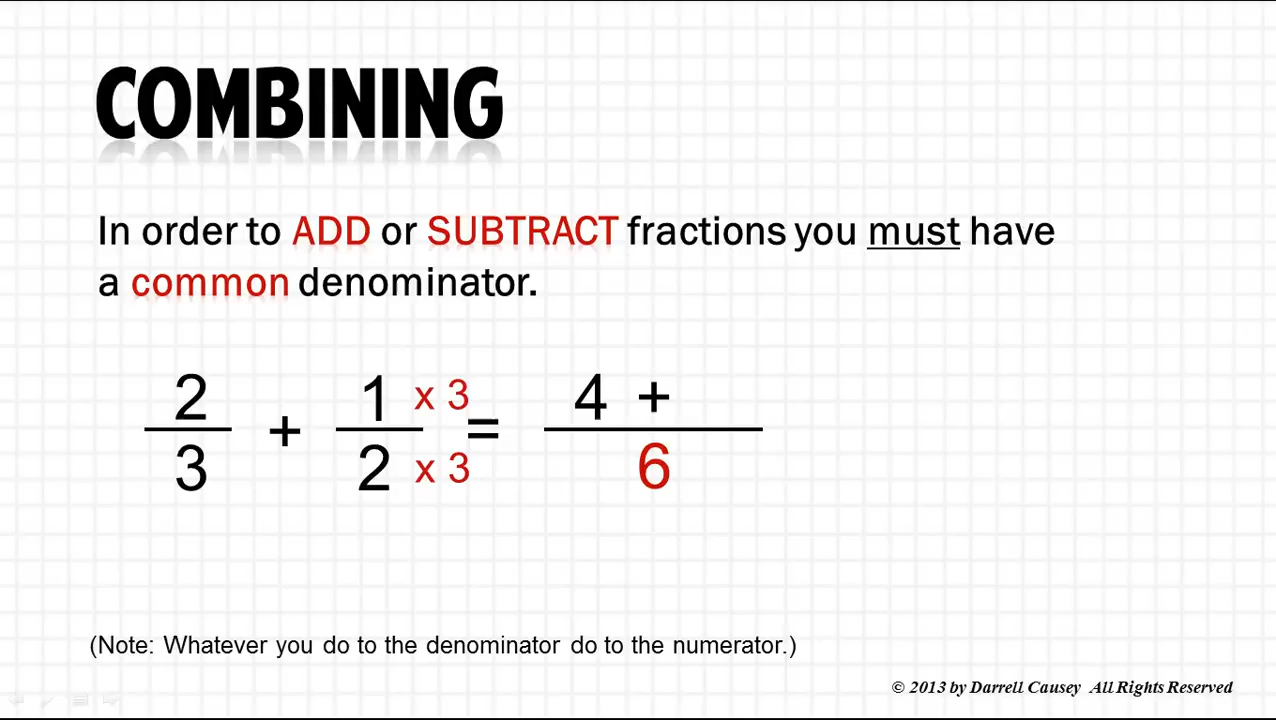 COMBINING
In order to ADD or SUBTRACT fractions you must have
a common denominator.
2 1 x 3 4 +
+ =
3 2 x 3 6
(Note: Whatever you do to the denominator do to the numerator.)
© 2013 by Darrell Causey All Rights Reserved